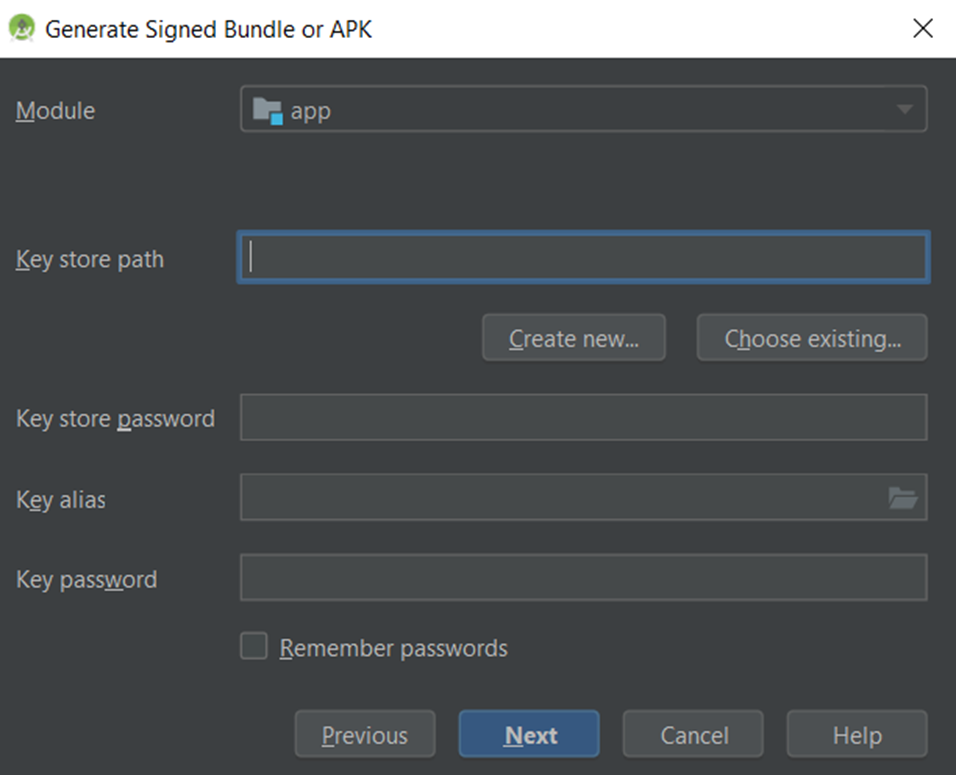 Generate Signed Bundle or APK
Module
app
Key store path
Create new...
Choose existing...
Key store password
Key alias
Key password
Remember passwords
Previous
Next
Cancel
Help